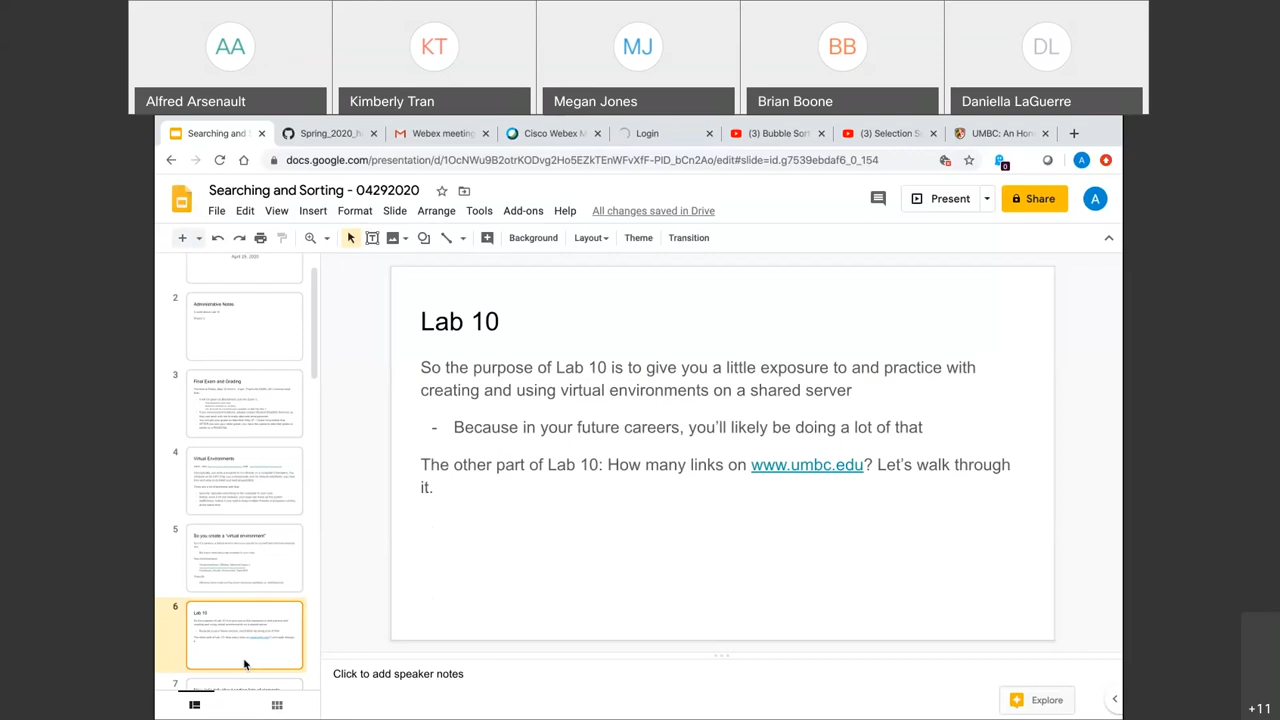 AA
KT
MJ
BB
DL
Alfred Arsenault
Kimberly Tran
Megan Jones
Brian Boone
Daniella LaGuerre
Searching and
Spring_2020_h
Webex meeting
Cisco Webex M
Login
(3) Bubble Sort
(3) Selection S
UMBC: An Hon
docs.google.com/presentation/d/1OcNWu9B2otrKODvg2Ho5EZkTEnWFvXfF-PID_bCn2Ao/edit#slide=id.g7539ebdaf6_0_154
A
0
Searching and Sorting - 04292020
Present
Share
A
File Edit View Insert Format Slide Arrange Tools Add-ons Help All changes saved in Drive
Background Layout Theme Transition
April 29, 2020
2
Administrative Notes
3
Final Exam and Grading
4
Virtual Environments
5
So you create a "virtual environment"
6
Lab 10
7
Lab 10
So the purpose of Lab 10 is to give you a little exposure to and practice with
creating and using virtual environments on a shared server
- Because in your future careers, you'll likely be doing a lot of that
The other part of Lab 10: How many links on www.umbc.edu? Let's walk through
it.
Click to add speaker notes
Explore
+11